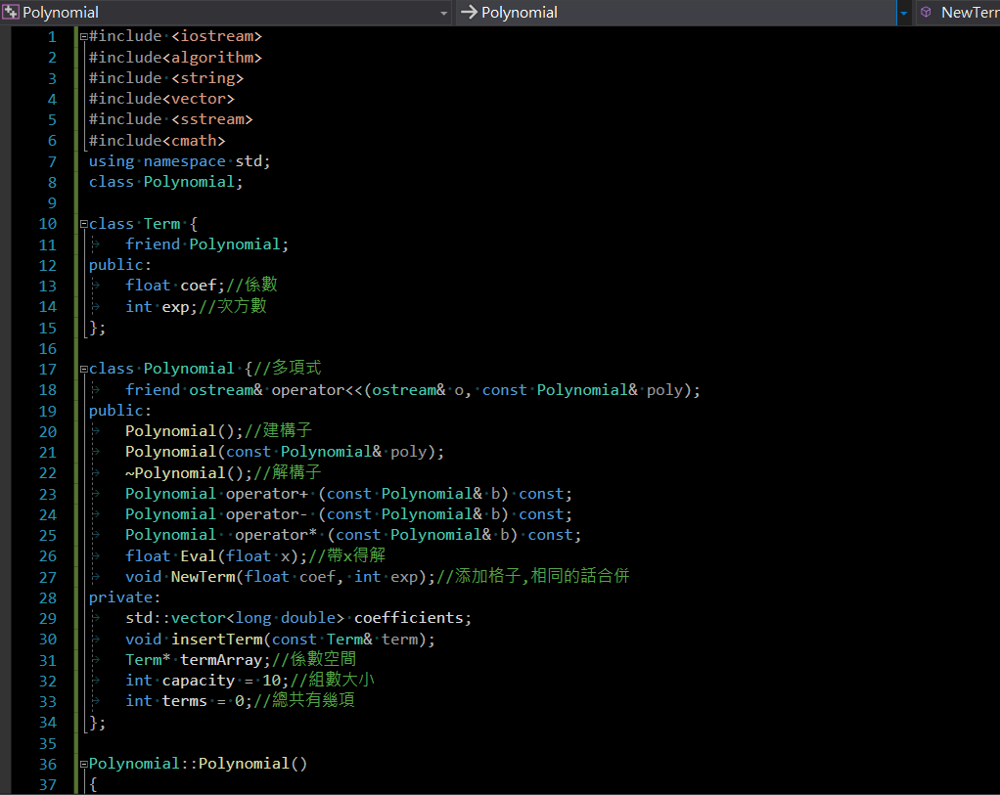 Polynomial Polynomial NewTerm
1 #include <iostream>
2 #include<algorithm>
3 #include <string>
4 #include<vector>
5 #include <sstream>
6 #include<cmath>
7 using namespace std;
8 class Polynomial;
9
10 class Term {
11 friend Polynomial;
12 public:
13 float coef;//係數
14 int exp;//次方數
15 };
16
17 class Polynomial {//多項式
18 friend ostream& operator<<(ostream& o, const Polynomial& poly);
19 public:
20 Polynomial();//建構子
21 Polynomial(const Polynomial& poly);
22 ~Polynomial();//解構子
23 Polynomial operator+ (const Polynomial& b) const;
24 Polynomial operator- (const Polynomial& b) const;
25 Polynomial  operator* (const Polynomial& b) const;
26 float Eval(float x);//帶x得解
27 void NewTerm(float coef, int exp);//添加格子,相同的話合併
28 private:
29 std::vector<long double> coefficients;
30 void insertTerm(const Term& term);
31 Term* termArray;//係數空間
32 int capacity = 10;//組數大小
33 int terms = 0;//總共有幾項
34 };
35
36 Polynomial::Polynomial()
37 {